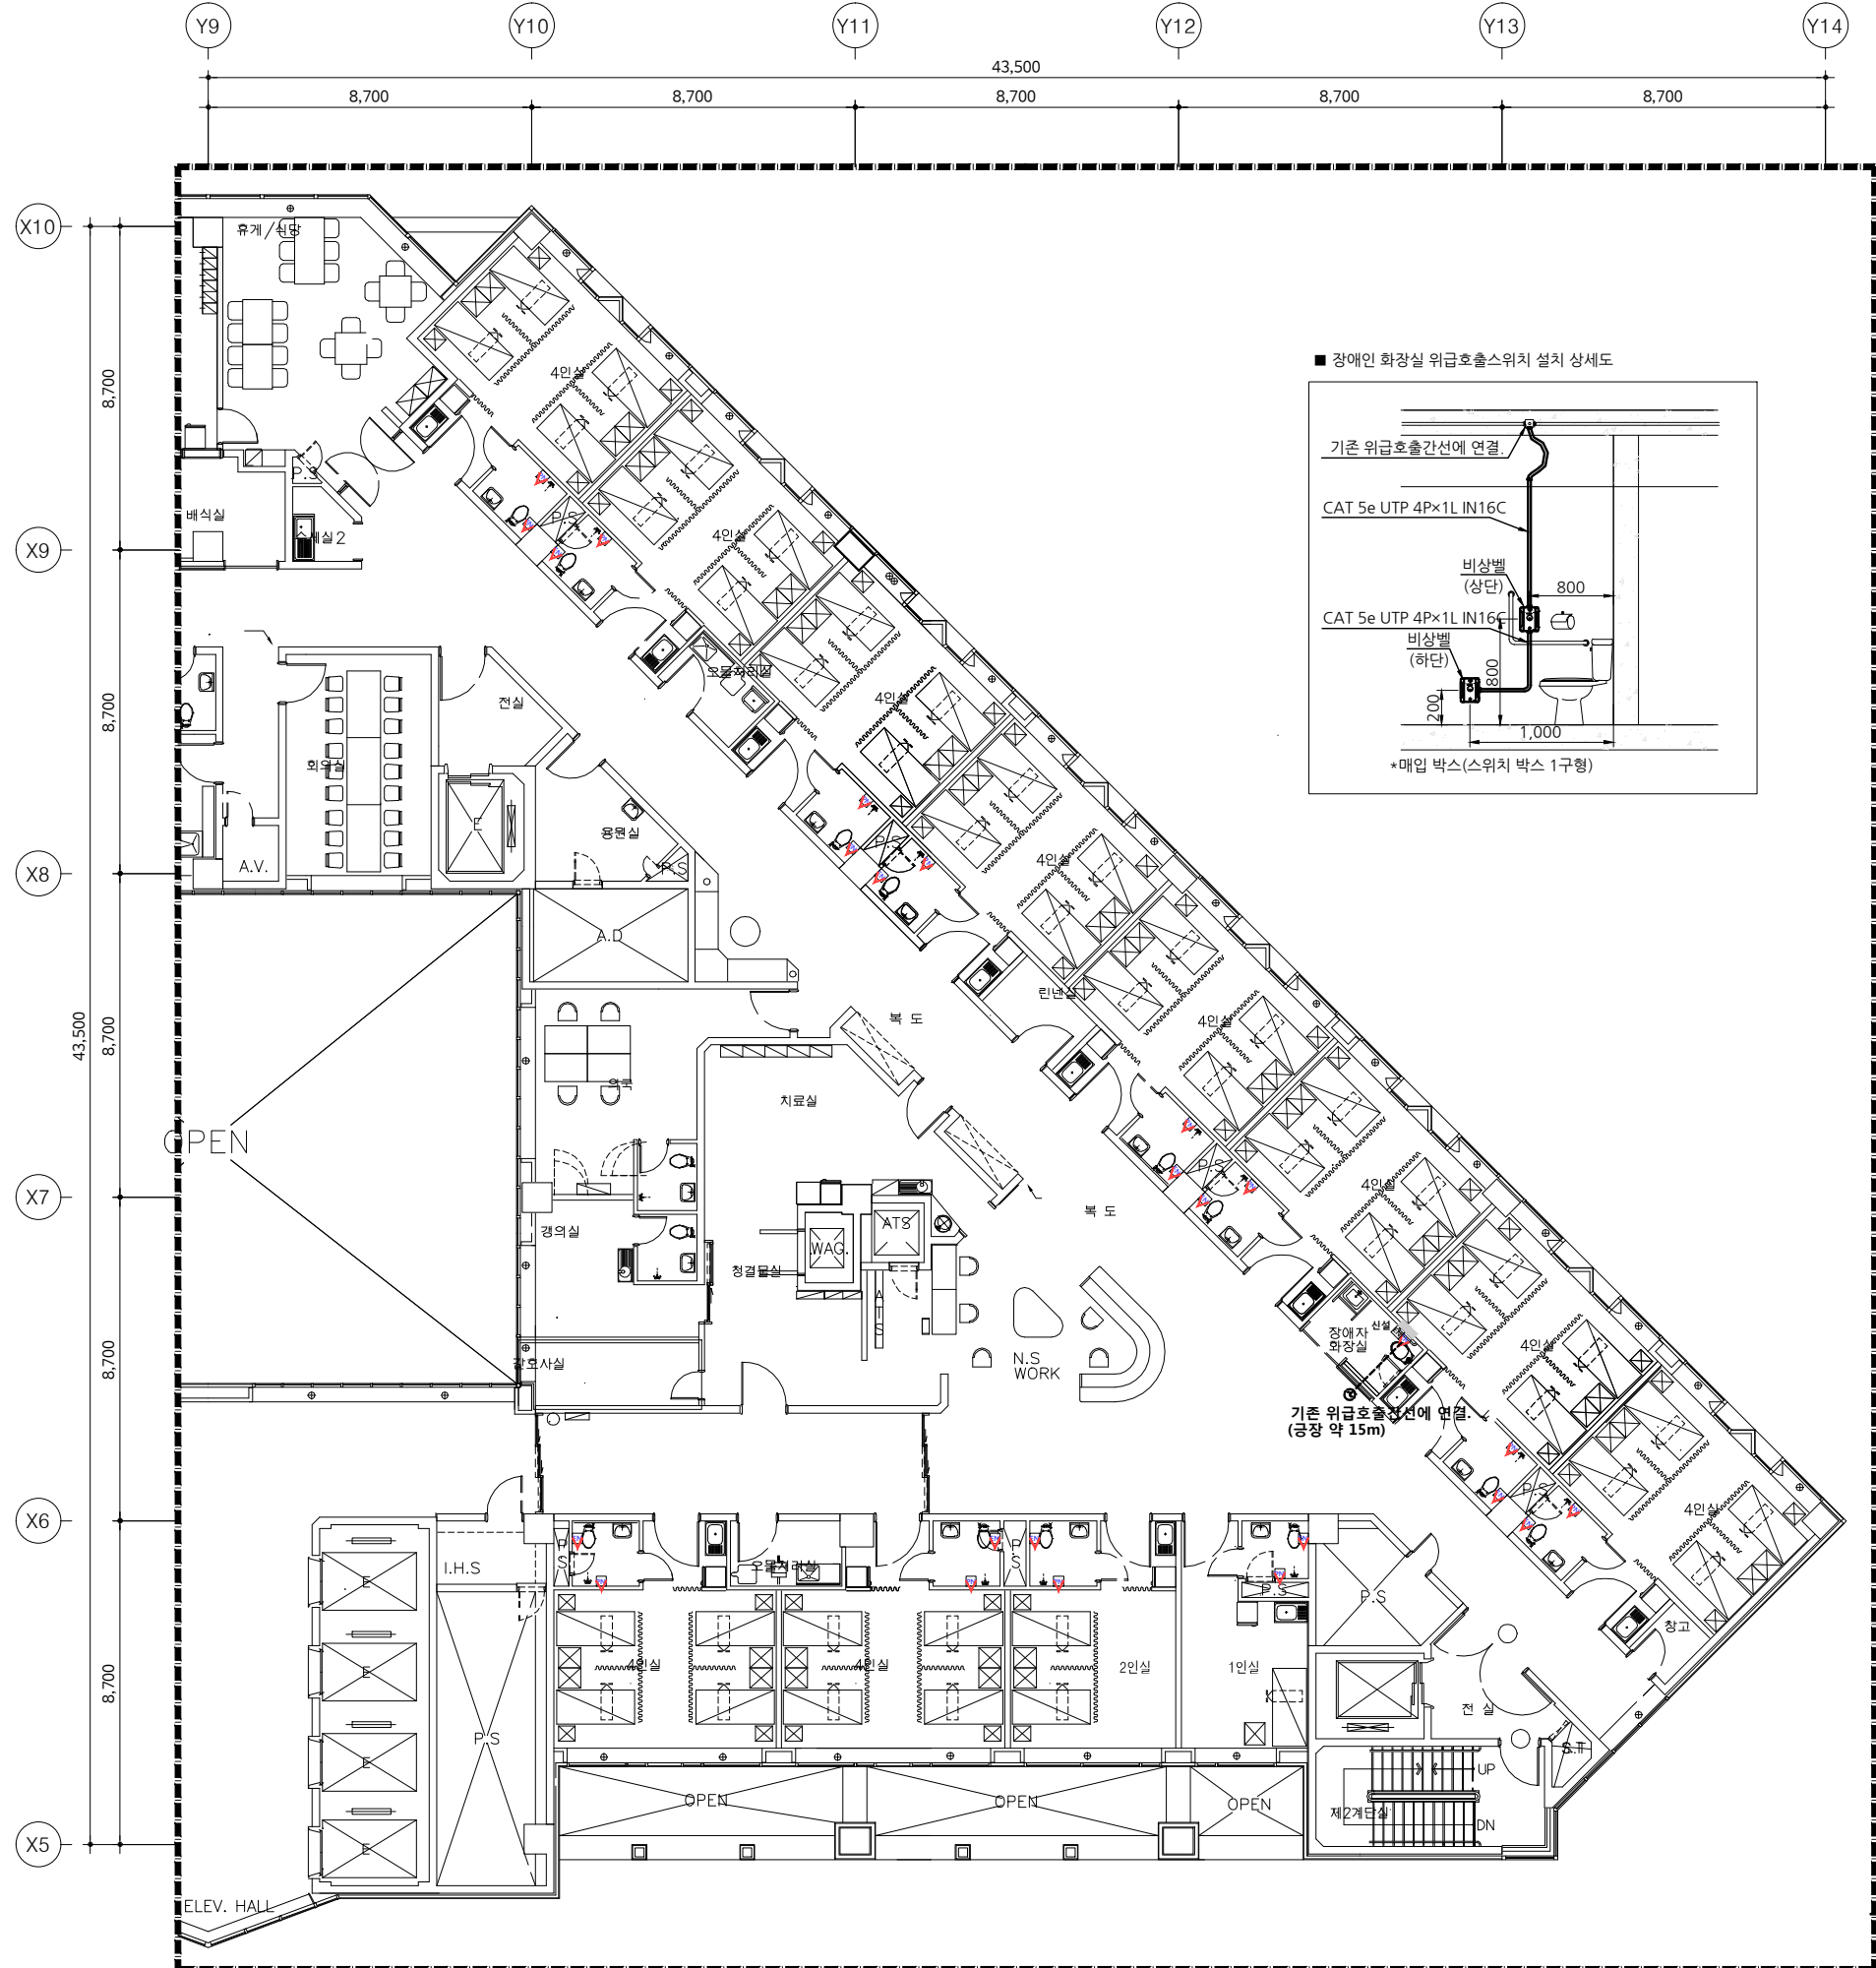 Y9
Y10
Y11
Y12
Y13
Y14
43,500
8,700
8,700
8,700
8,700
8,700
X10
X9
X8
X7
X6
X5
43,500
8,700
8,700
8,700
8,700
8,700
휴게/식당
4인실
P.S
배식실
P.S
4인실
■ 장애인 화장실 위급호출스위치 설치 상세도
기존 위급호출간선에 연결.
CAT 5e UTP 4P×1L IN16C
비상벨
(상단)
800
CAT 5e UTP 4P×1L IN16C
비상벨
(하단)
800
200
1,000
*매입 박스(스위치 박스 1구형)
오물처리실
전실
4인실
회의실
E
용원실
P.S
A.V.
P.S
4인실
A.D
린넨실
복 도
4인실
의국
치료실
OPEN
P.S
4인실
복 도
갱의실
ATS
WAG.
청결물실
ATS
장애자
화장실
신설
4인실
간호사실
N.S
WORK
기존 위급호출간선에 연결.
(긍장 약 15m)
P.S
4인실
I.H.S
P.S
오물처리실
P.S
P.S
P.S
E
E
E
E
P.S
4인실
4인실
2인실
1인실
창고
전 실
S.T
UP
제2계단실
DN
OPEN
OPEN
OPEN
ELEV. HALL